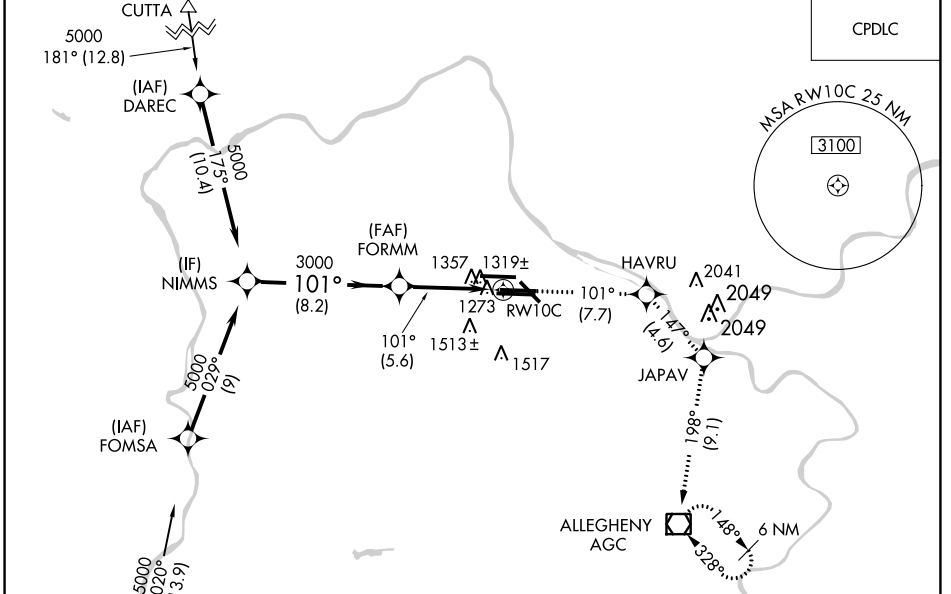 CUTTA
5000
181° (12.8)
(IAF)
DAREC
5000
175°
(10.4)
(IF)
NIMMS
3000
101°
(8.2)
(FAF)
FORMM
101°
(5.6)
1357
1319±
1273
RW10C
1513±
1517
101°
(7.7)
HAVRU
2041
2049
2049
147°
(4.6)
JAPAV
198°
(9.1)
ALLEGHENY
AGC
148°
328°
6 NM
5000
029°
(9)
(IAF)
FOMSA
5000
020°
3.9)
CPDLC
MSA RW10C 25 NM
3100